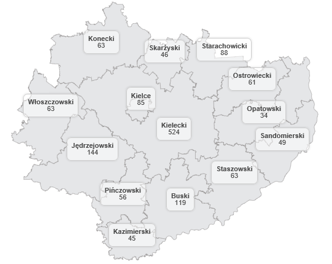 Konecki
63
Skarżyski
46
Starachowicki
88
Ostrowiecki
61
Kielce
85
Włoszczowski
63
Opatowski
34
Kielecki
524
Sandomierski
49
Jędrzejowski
144
Staszowski
63
Pińczowski
56
Buski
119
Kazimierski
45